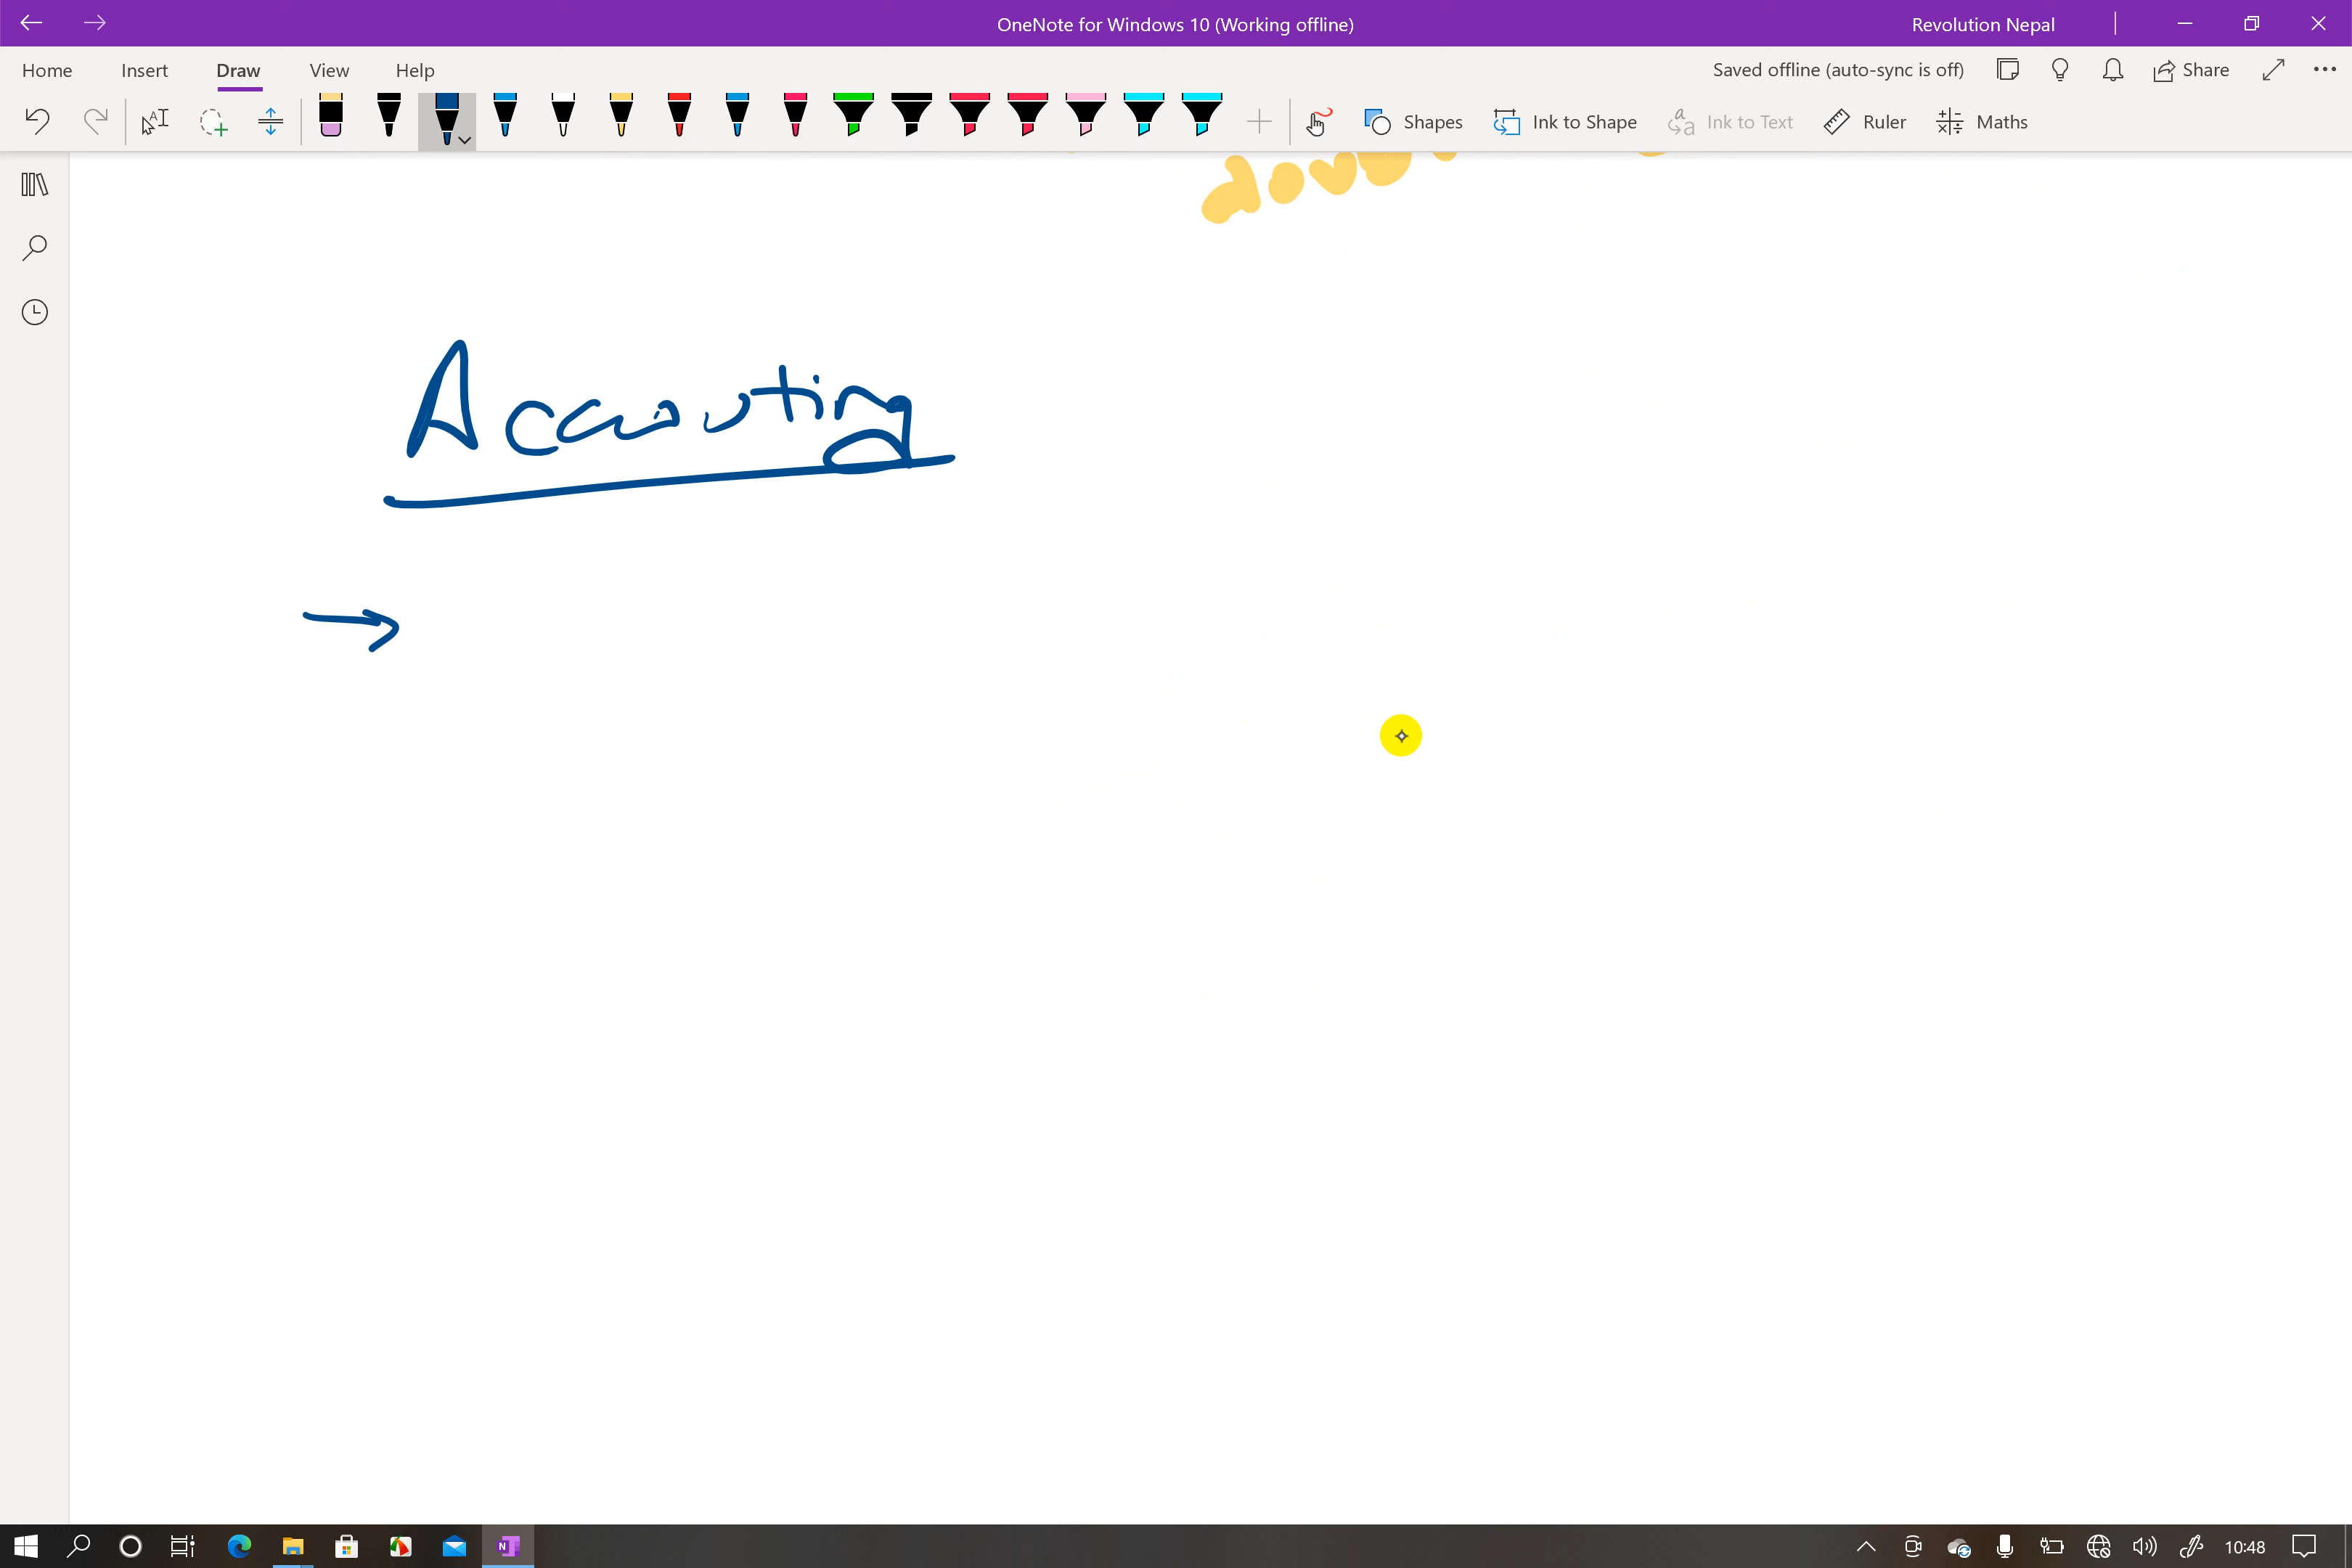 OneNote for Windows 10 (Working offline)
Revolution Nepal
Home Insert Draw View Help
Saved offline (auto-sync is off)
Share
Shapes
Ink to Shape
Ink to Text
Ruler
Maths
Accouting
→
10:48